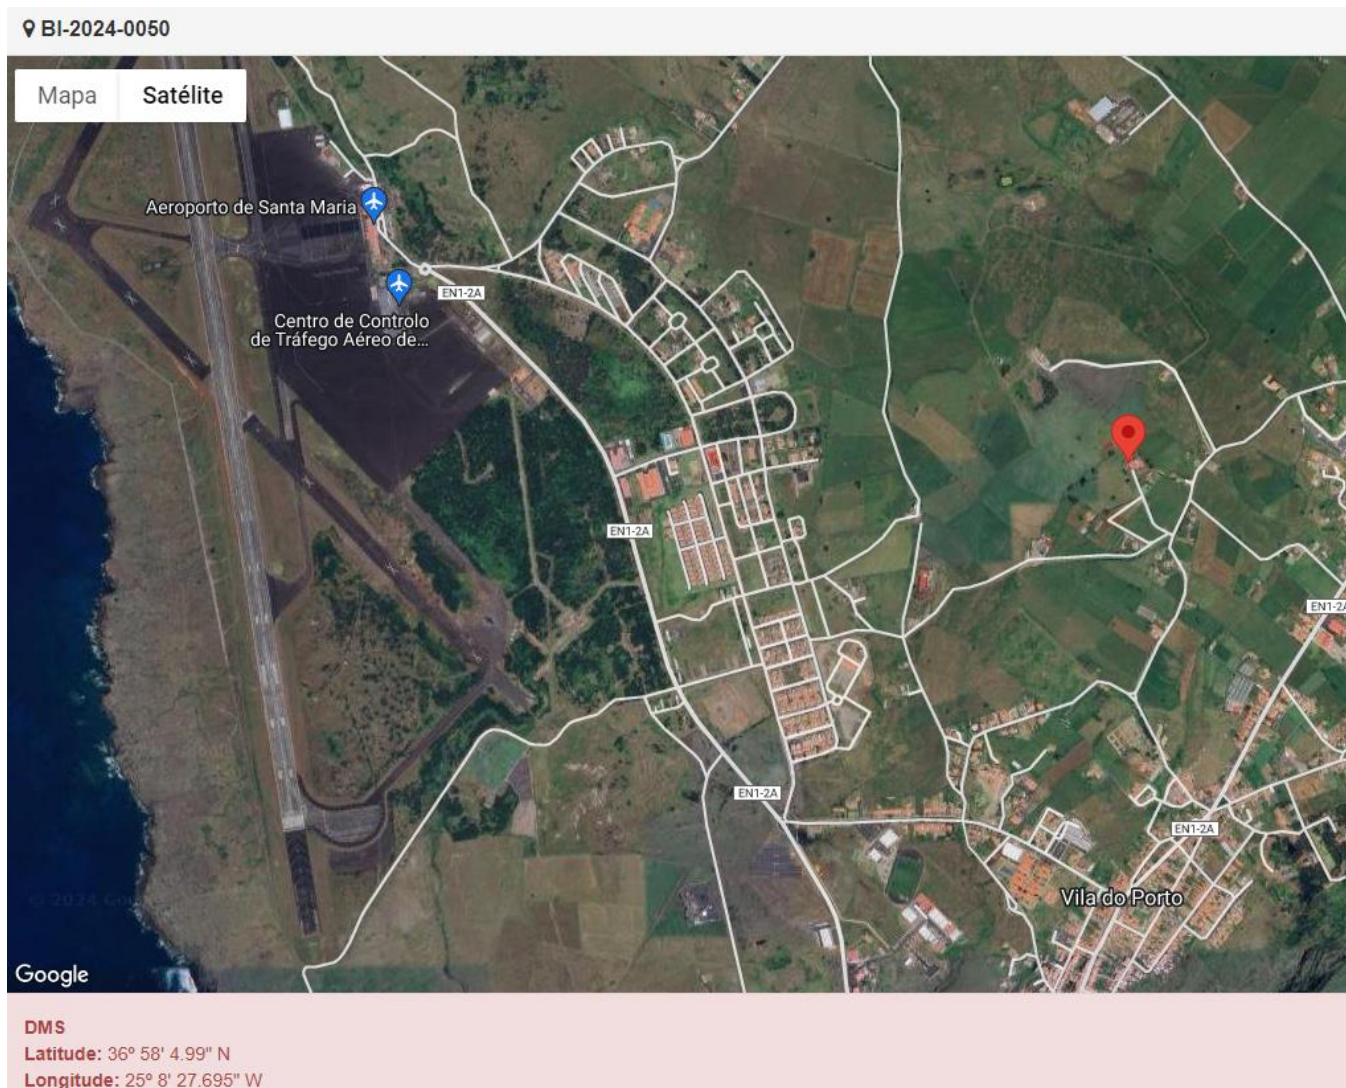 BI-2024-0050
Mapa
Satélite
Aeroporto de Santa Maria
EN1-2A
Centro de Controlo
de Tráfego Aéreo de...
EN1-2A
EN1-2A
EN1-2A
EN1-2A
Vila do Porto
Google
DMS
Latitude: 36º 58' 4.99" N
Longitude: 25º 8' 27.695" W